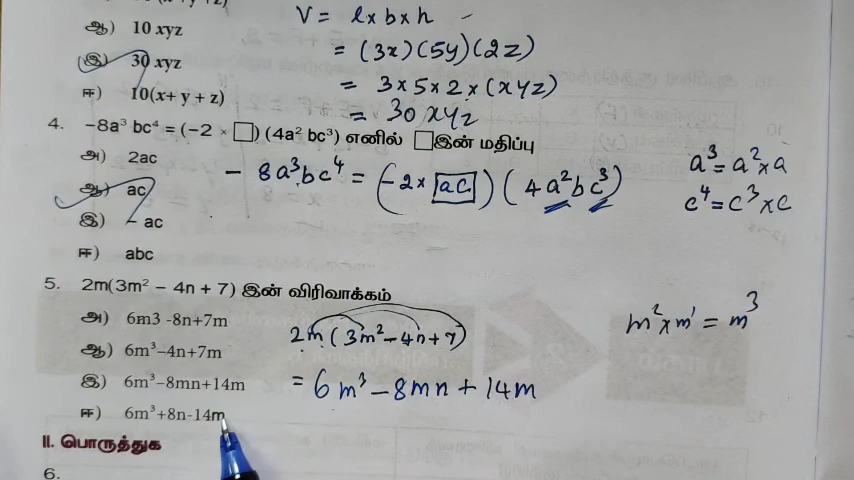 ஆ) 10 xyz
இ) 30 xyz
ஈ) 10(x+ y + z)
V = l x b x h
= (3x) (5y) (2z)
= 3 x 5 x 2 x (xyz)
= 30 xyz
4. -8a³ bc⁴ = (-2 × □) (4a² bc³) எனில் □இன் மதிப்பு
அ) 2ac
ஆ) ac
இ) - ac
ஈ) abc
- 8a³bc⁴ = (-2 x ac) (4a²bc³)
a³ = a² x a
c⁴ = c³ x c
5. 2m(3m² - 4n + 7) இன் விரிவாக்கம்
அ) 6m3 -8n+7m
ஆ) 6m³-4n+7m
இ) 6m³-8mn+14m
ஈ) 6m³+8n-14m
2m (3m² - 4n + 7)
= 6m³ - 8mn + 14m
m² x m¹ = m³
II. பொருத்துக
6.